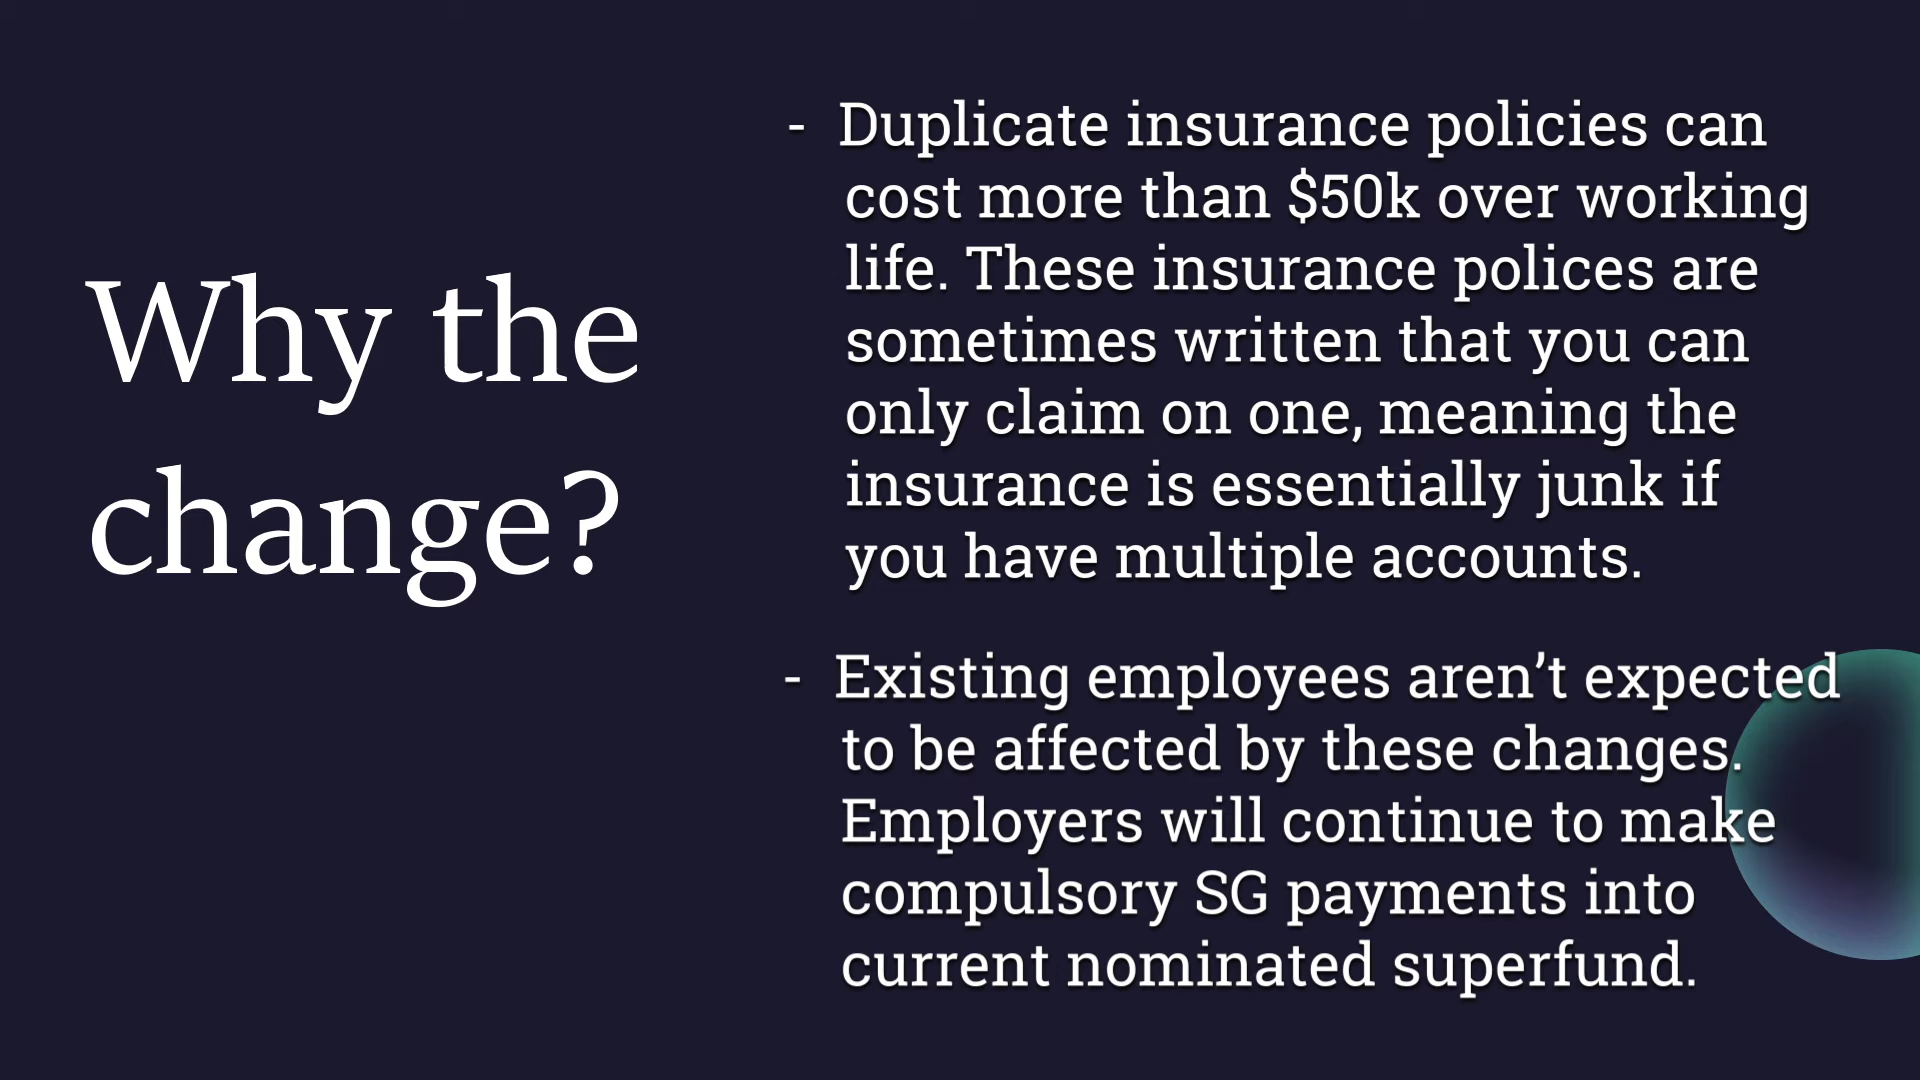 Why the
change?
- Duplicate insurance policies can
cost more than $50k over working
life. These insurance polices are
sometimes written that you can
only claim on one, meaning the
insurance is essentially junk if
you have multiple accounts.
- Existing employees aren’t expected
to be affected by these changes.
Employers will continue to make
compulsory SG payments into
current nominated superfund.